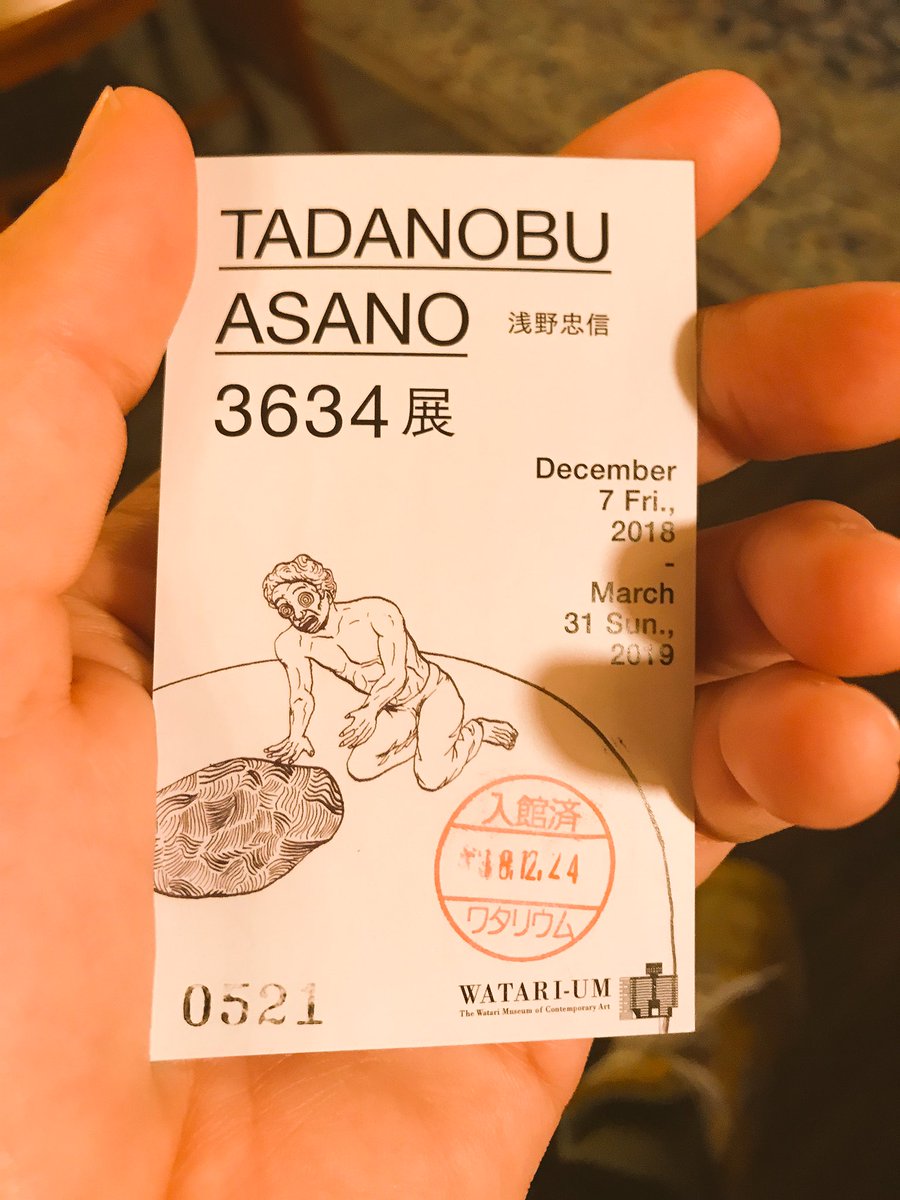 TADANOBU
ASANO 浅野忠信
3634展
December
7 Fri.,
2018
-
March
31 Sun.,
2019
入館済
18.12.24
ワタリウム
0521
WATARI-UM
The Watari Museum of Contemporary Art